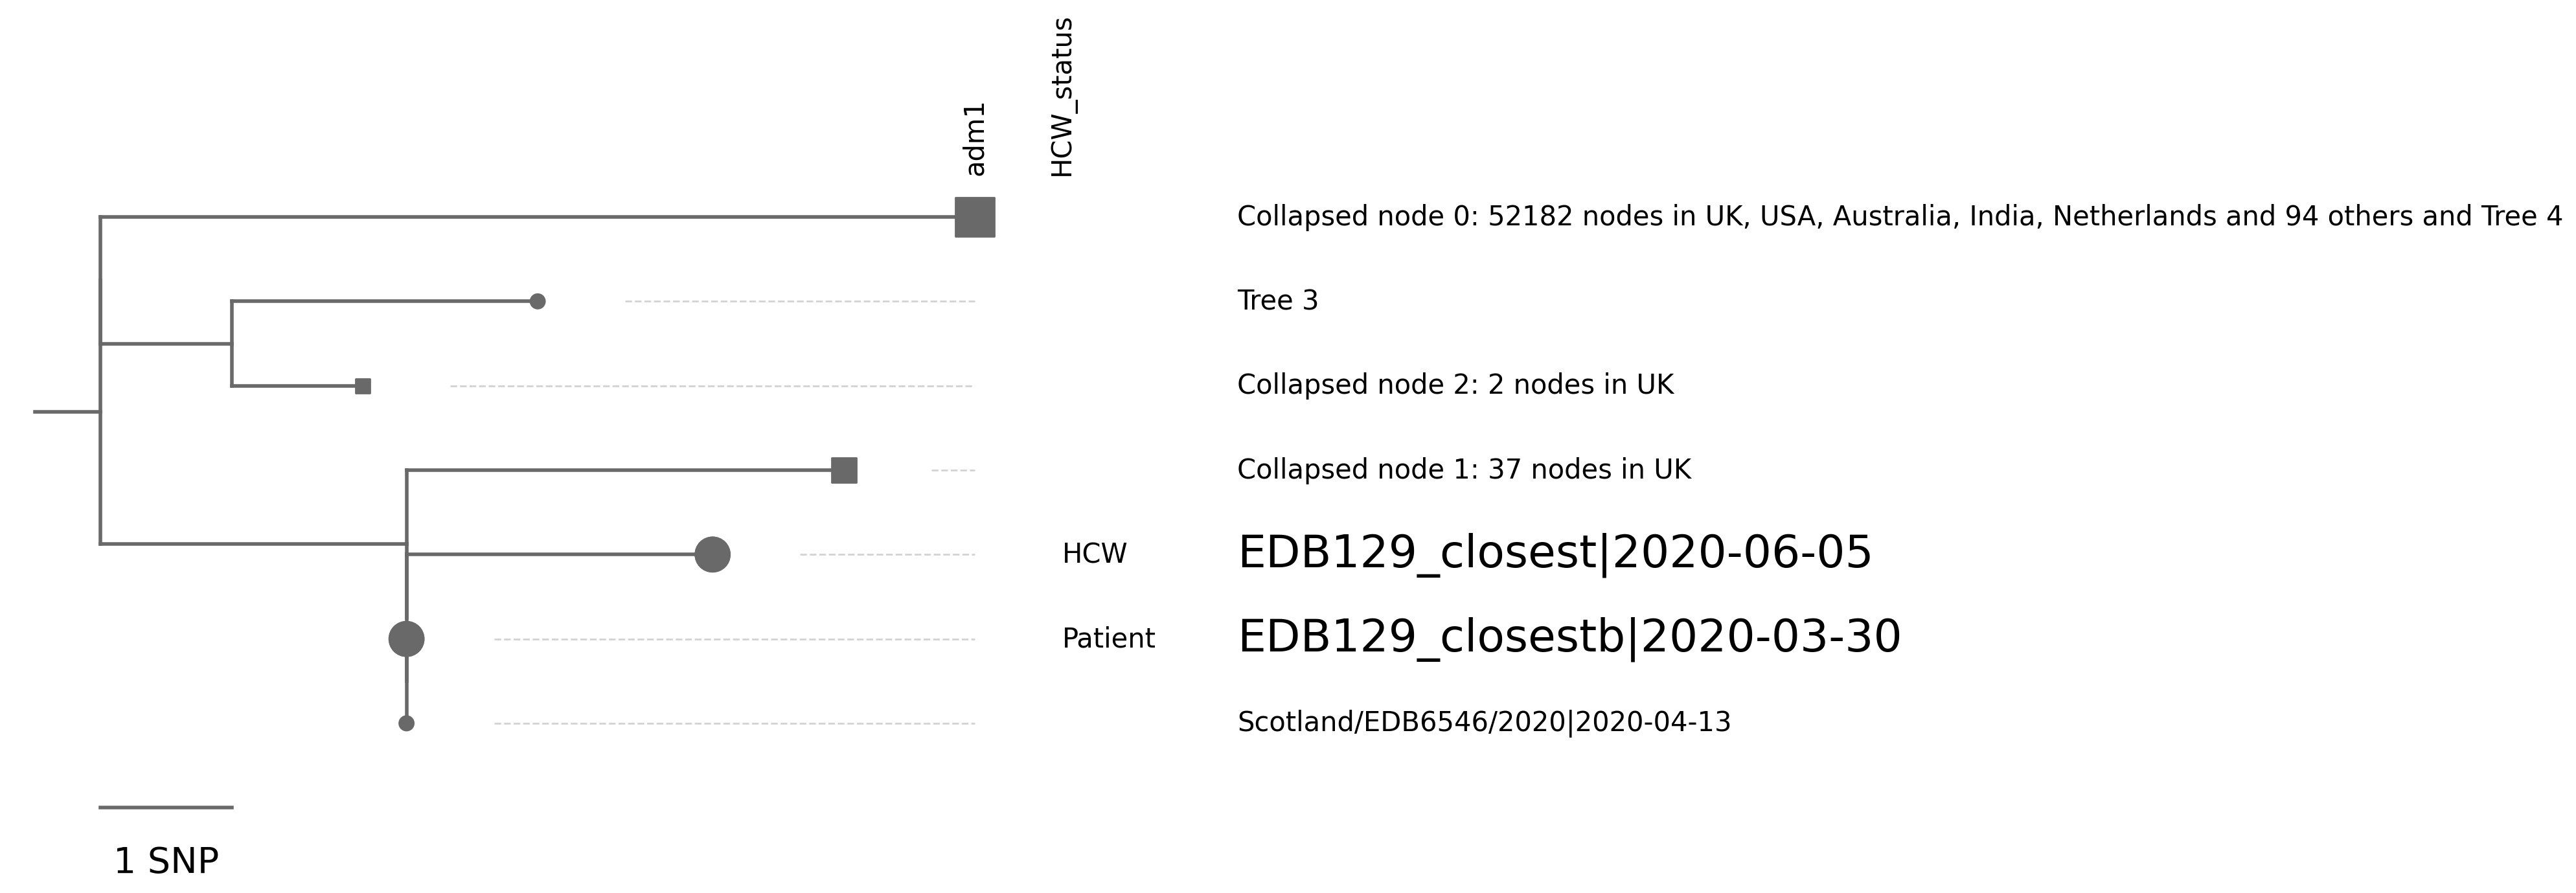 adm1
HCW_status
Collapsed node 0: 52182 nodes in UK, USA, Australia, India, Netherlands and 94 others and Tree 4
Tree 3
Collapsed node 2: 2 nodes in UK
Collapsed node 1: 37 nodes in UK
HCW EDB129_closest|2020-06-05
Patient EDB129_closestb|2020-03-30
Scotland/EDB6546/2020|2020-04-13
1 SNP